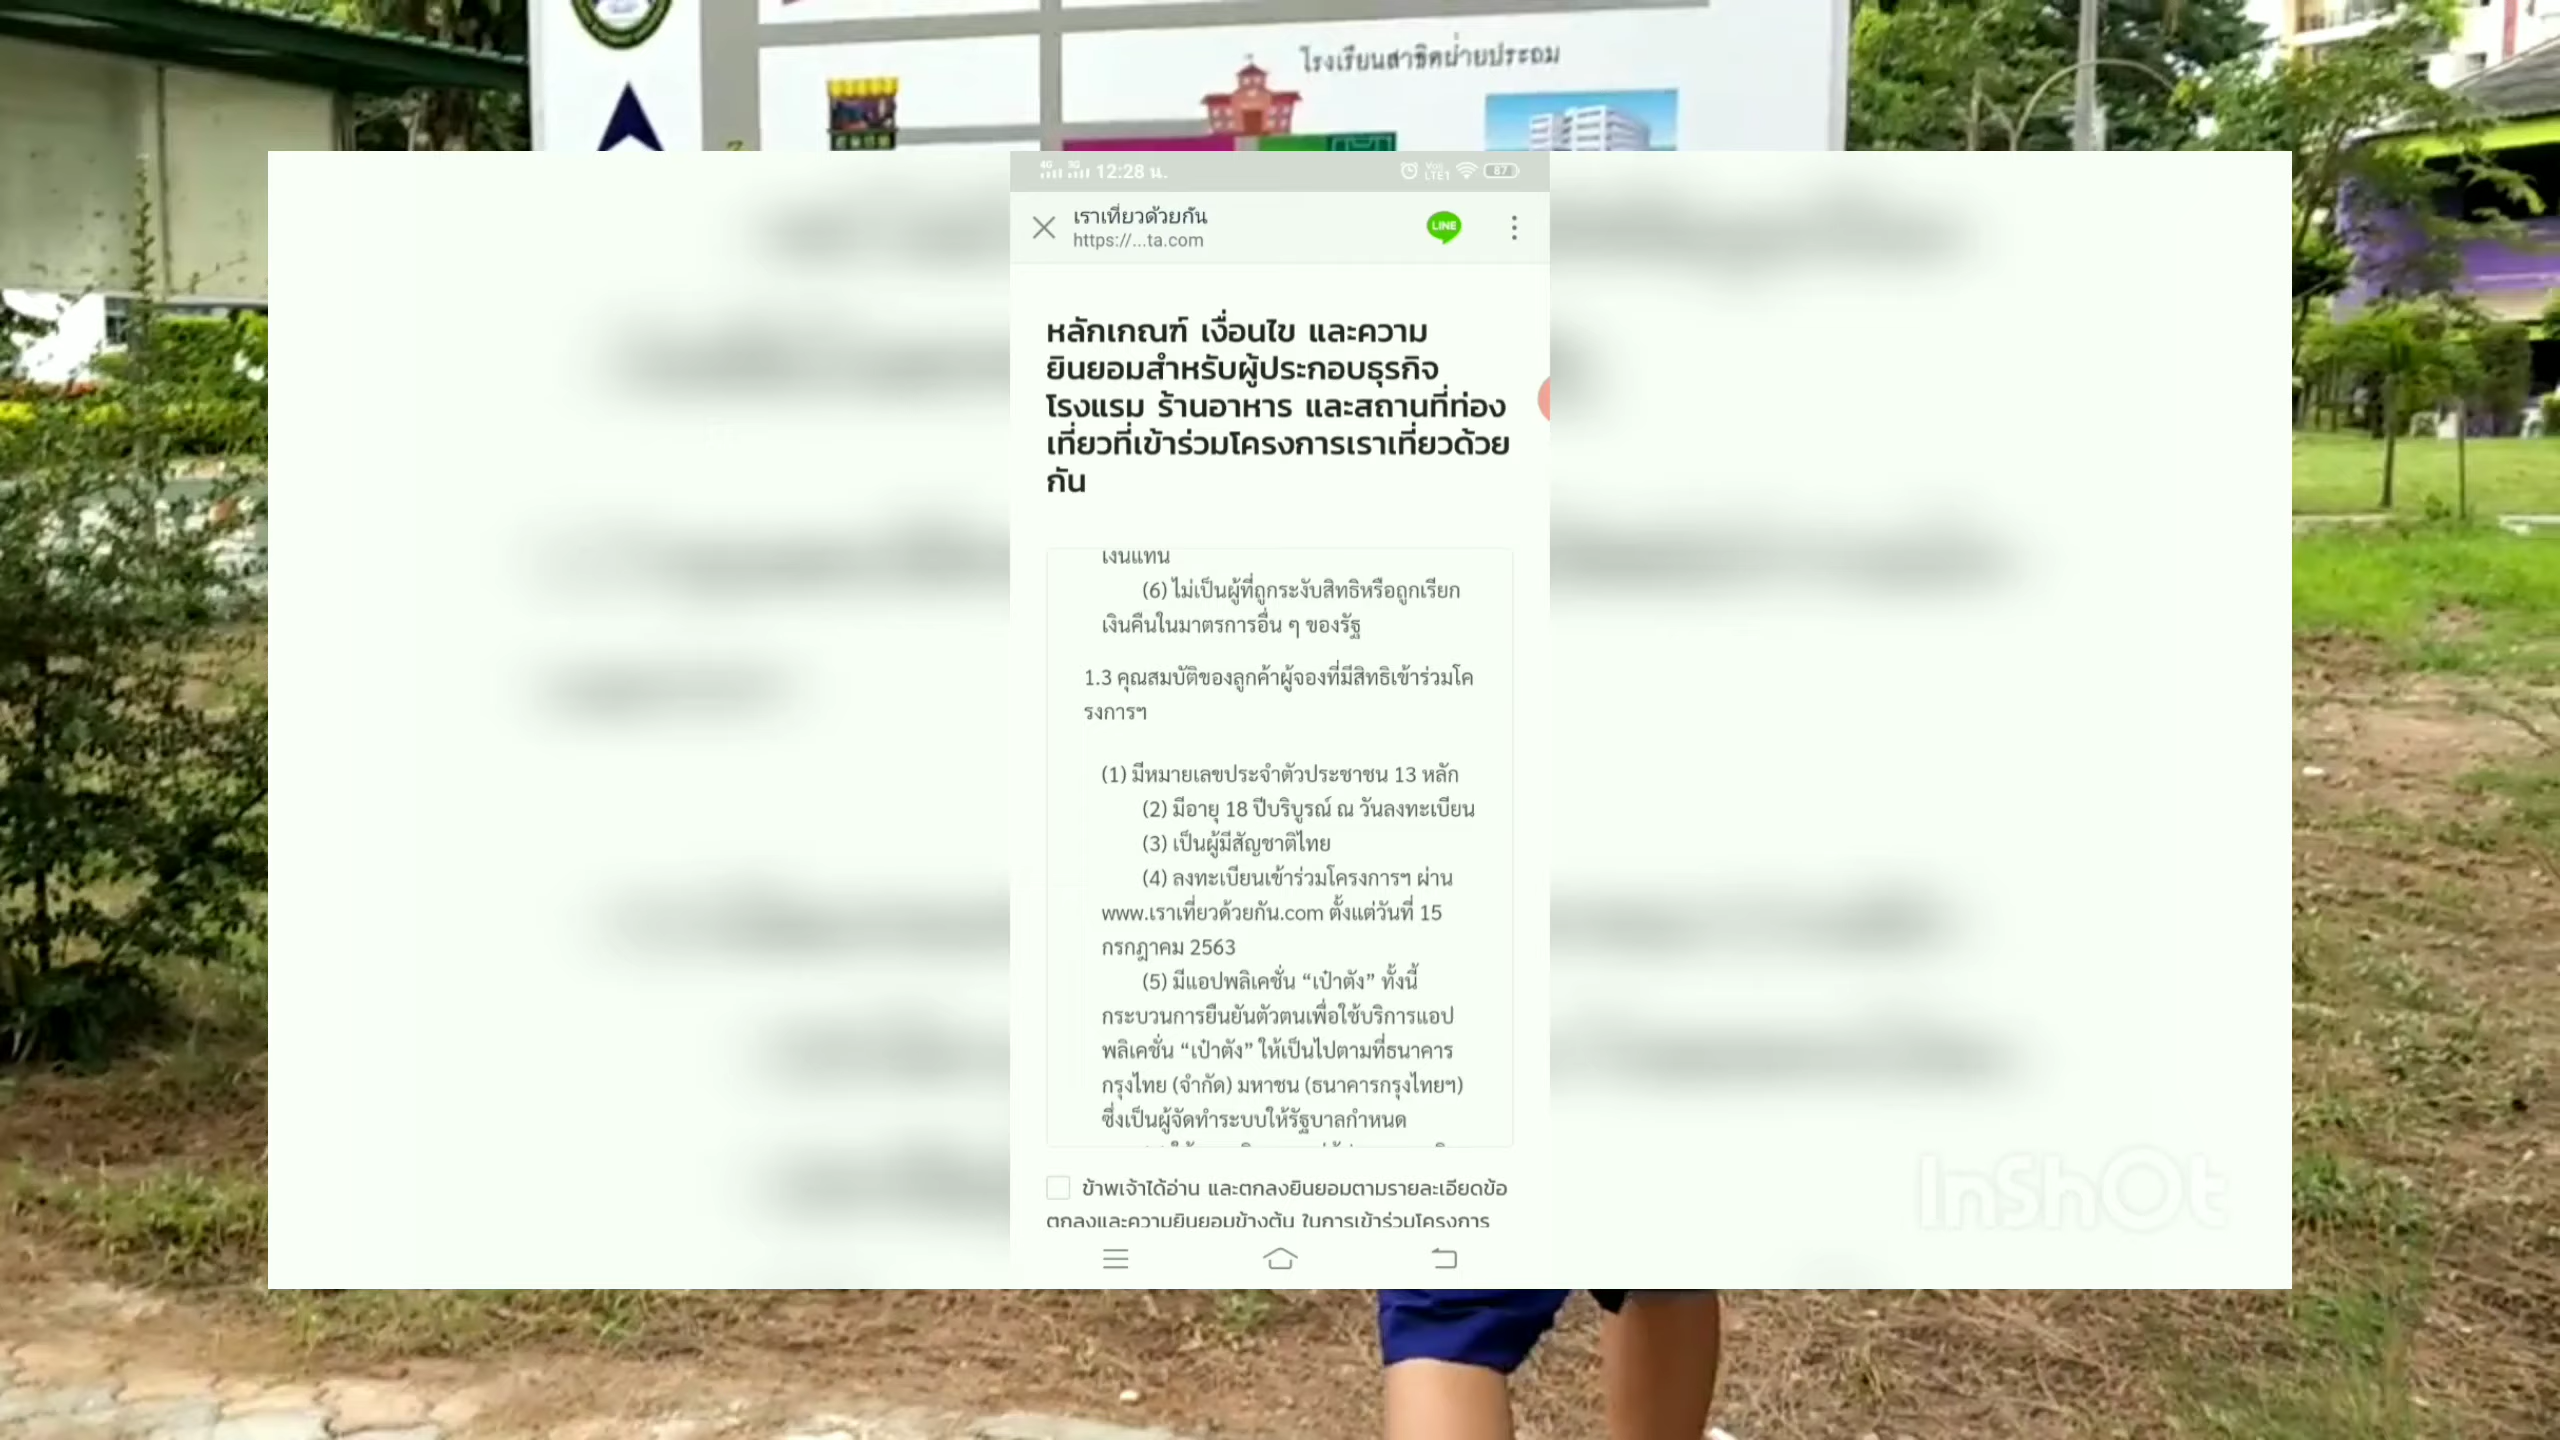 โรงเรียนสาธิตฝ่ายประถม
4G 3G 12:28 น. VoLTE1 87
เราเที่ยวด้วยกัน
https://...ta.com
LINE
หลักเกณฑ์ เงื่อนไข และความ
ยินยอมสำหรับผู้ประกอบธุรกิจ
โรงแรม ร้านอาหาร และสถานที่ท่อง
เที่ยวที่เข้าร่วมโครงการเราเที่ยวด้วย
กัน
เงินแทน
(6) ไม่เป็นผู้ที่ถูกระงับสิทธิหรือถูกเรียก
เงินคืนในมาตรการอื่น ๆ ของรัฐ
1.3 คุณสมบัติของลูกค้าผู้จองที่มีสิทธิเข้าร่วมโค
รงการฯ
(1) มีหมายเลขประจำตัวประชาชน 13 หลัก
(2) มีอายุ 18 ปีบริบูรณ์ ณ วันลงทะเบียน
(3) เป็นผู้มีสัญชาติไทย
(4) ลงทะเบียนเข้าร่วมโครงการฯ ผ่าน
www.เราเที่ยวด้วยกัน.com ตั้งแต่วันที่ 15
กรกฎาคม 2563
(5) มีแอปพลิเคชั่น “เป๋าตัง” ทั้งนี้
กระบวนการยืนยันตัวตนเพื่อใช้บริการแอป
พลิเคชั่น “เป๋าตัง” ให้เป็นไปตามที่ธนาคาร
กรุงไทย (จำกัด) มหาชน (ธนาคารกรุงไทยฯ)
ซึ่งเป็นผู้จัดทำระบบให้รัฐบาลกำหนด
ข้าพเจ้าได้อ่าน และตกลงยินยอมตามรายละเอียดข้อ
ตกลงและความยินยอมข้างต้น ในการเข้าร่วมโครงการ
InShOt